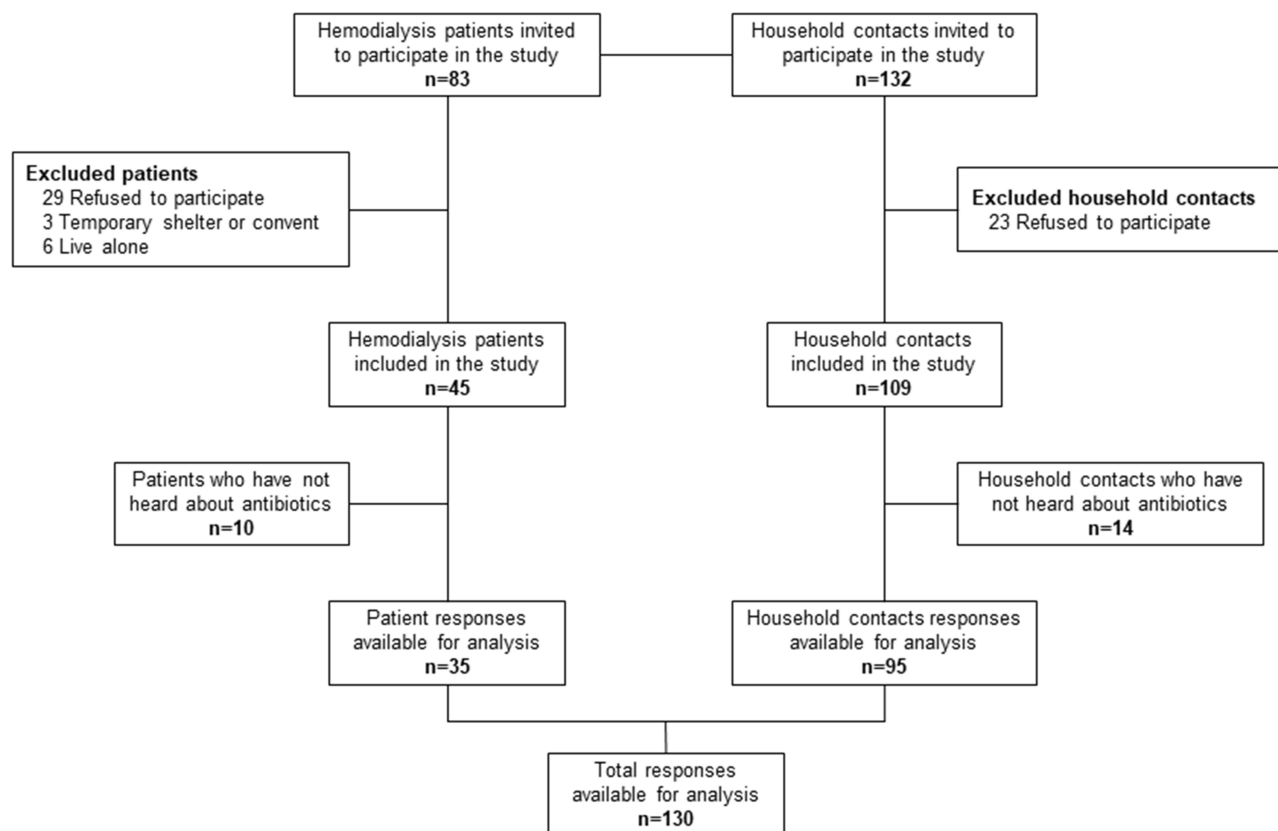 Hemodialysis patients invited
to participate in the study
n=83
Household contacts invited to
participate in the study
n=132
Excluded patients
29 Refused to participate
3 Temporary shelter or convent
6 Live alone
Excluded household contacts
23 Refused to participate
Hemodialysis patients
included in the study
n=45
Household contacts
included in the study
n=109
Patients who have not
heard about antibiotics
n=10
Household contacts who have
not heard about antibiotics
n=14
Patient responses
available for analysis
n=35
Household contacts responses
available for analysis
n=95
Total responses
available for analysis
n=130